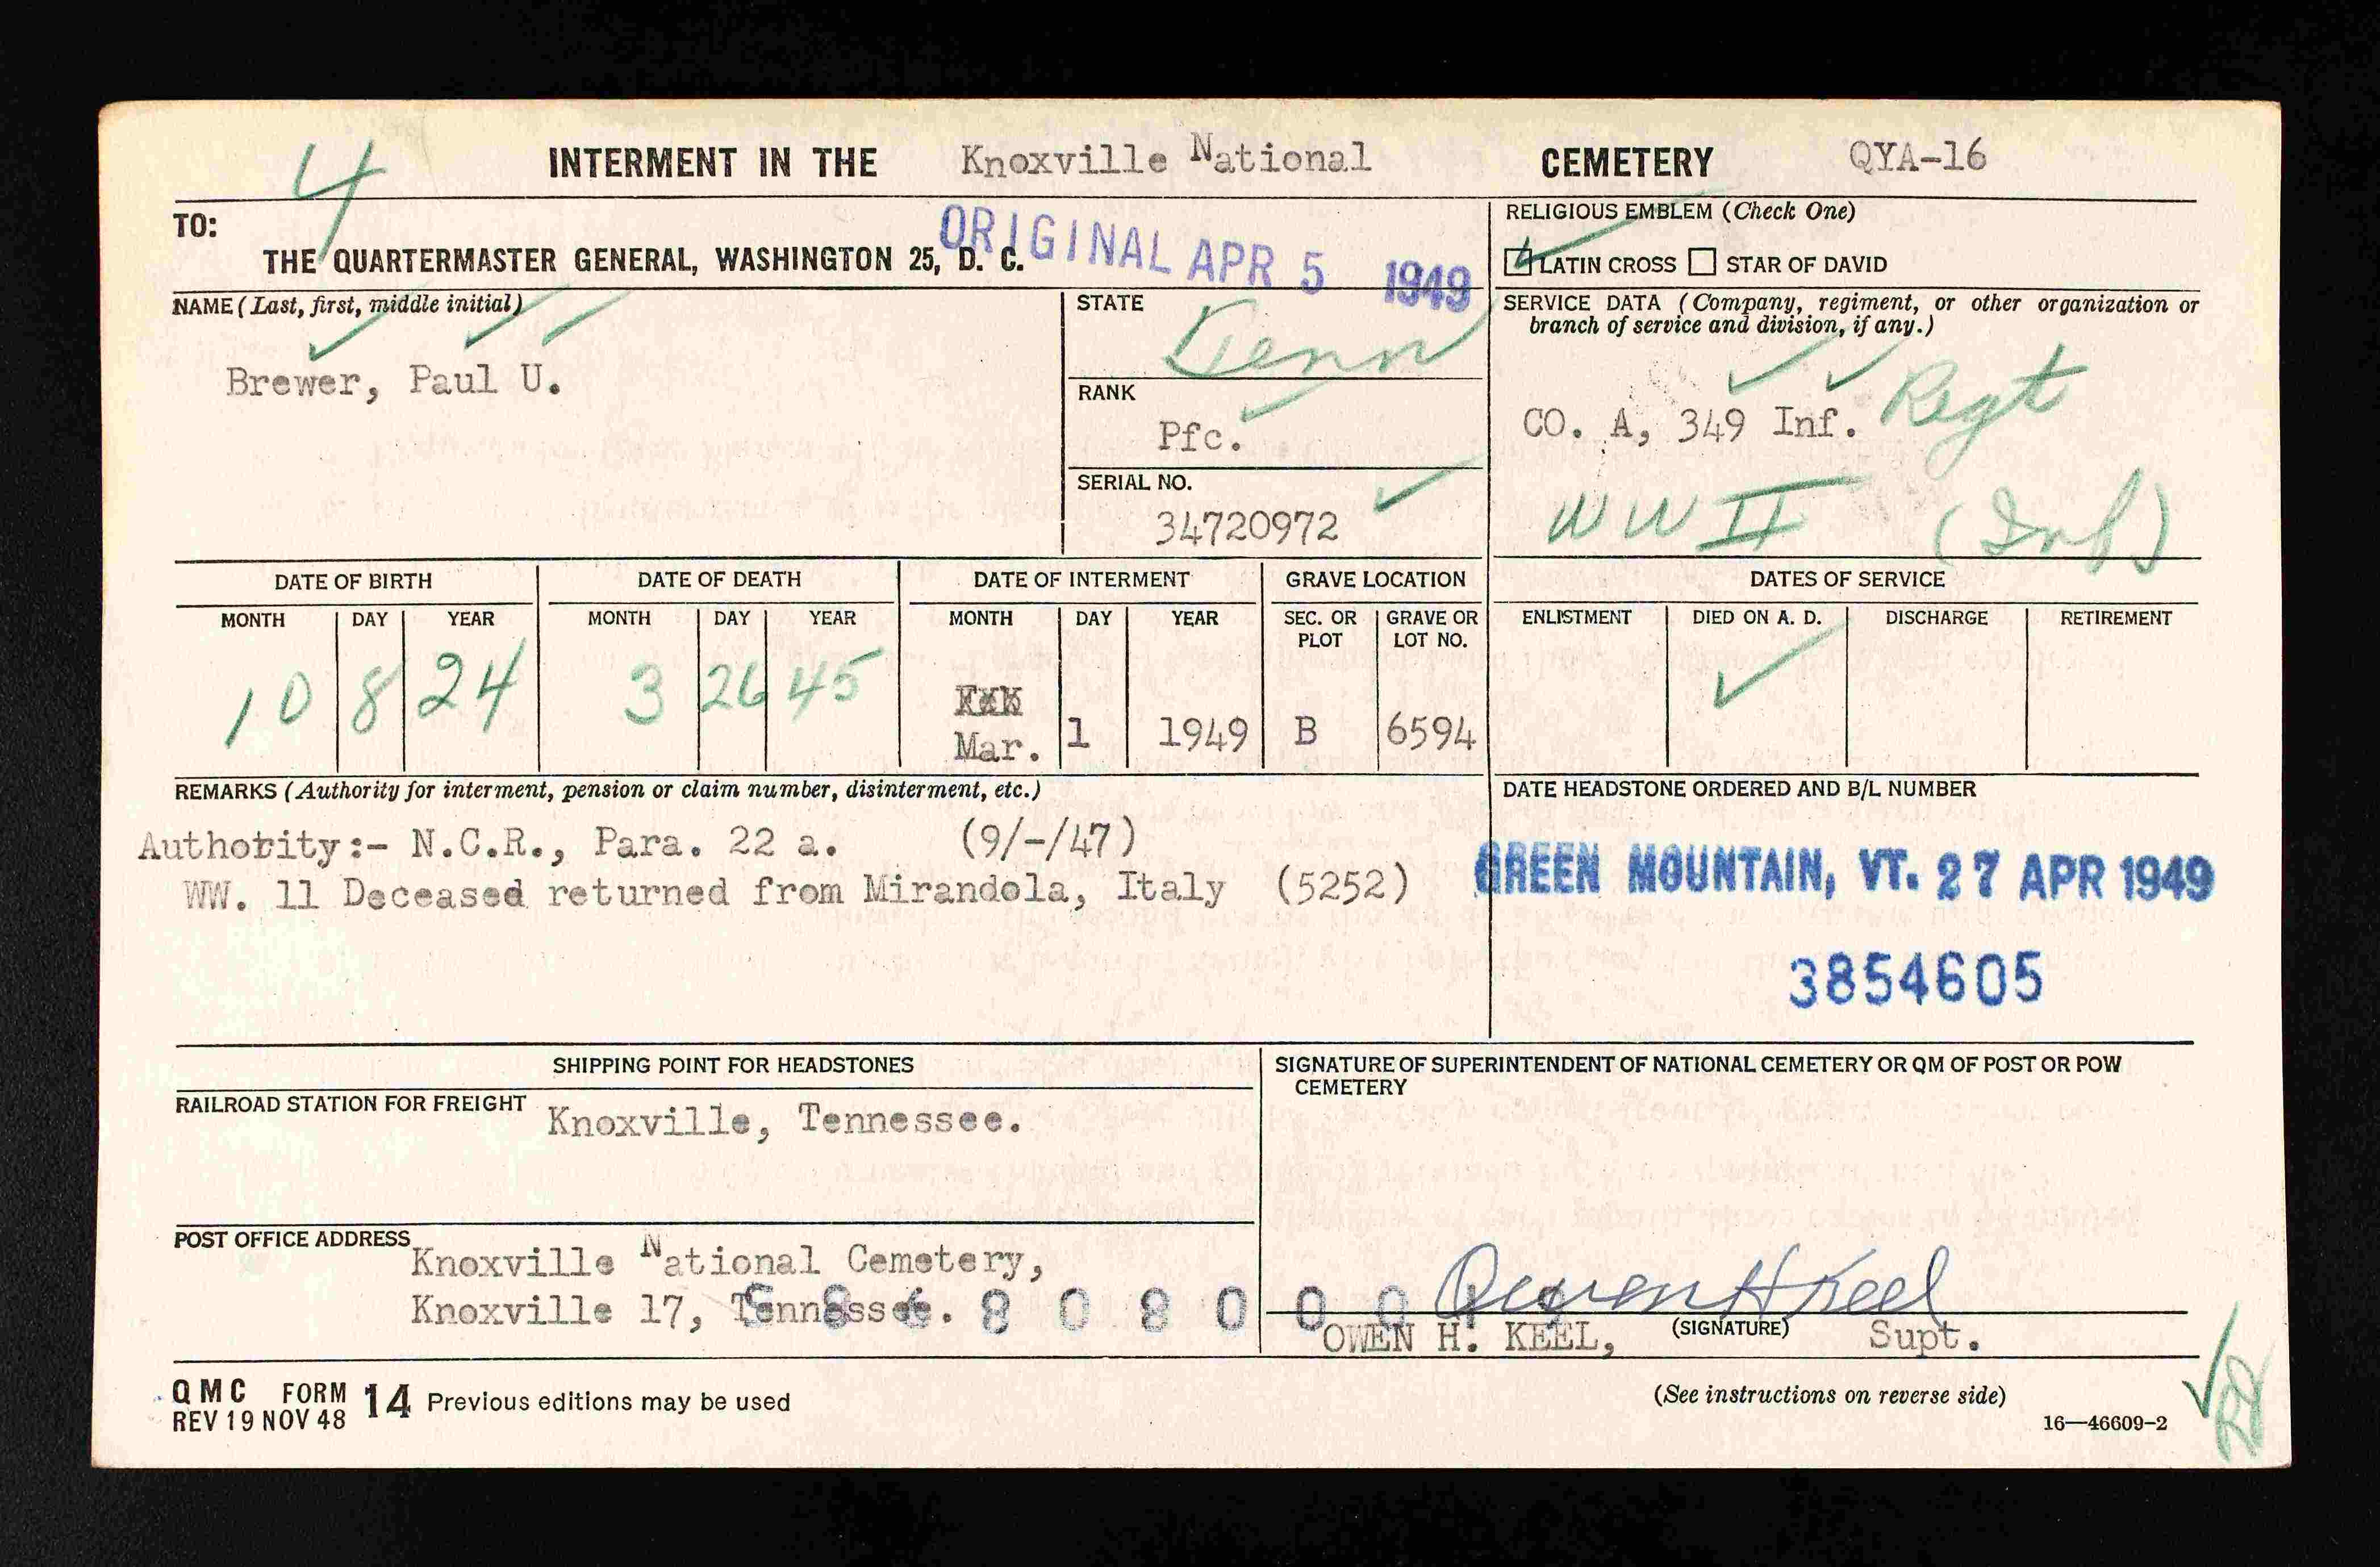 4
INTERMENT IN THE Knoxville National CEMETERY QYA-16
TO:
THE QUARTERMASTER GENERAL, WASHINGTON 25, D. C.
ORIGINAL APR 5 1949
RELIGIOUS EMBLEM (Check One)
LATIN CROSS STAR OF DAVID
NAME (Last, first, middle initial)
Brewer, Paul U.
STATE
Tenn
RANK
Pfc.
SERIAL NO.
34720972
SERVICE DATA (Company, regiment, or other organization or
branch of service and division, if any.)
CO. A, 349 Inf. Regt
WW II (Inf)
DATE OF BIRTH DATE OF DEATH DATE OF INTERMENT GRAVE LOCATION DATES OF SERVICE
MONTH DAY YEAR MONTH DAY YEAR MONTH DAY YEAR SEC. OR PLOT GRAVE OR LOT NO. ENLISTMENT DIED ON A. D. DISCHARGE RETIREMENT
10 8 24 3 26 45 Mar. 1 1949 B 6594
REMARKS (Authority for interment, pension or claim number, disinterment, etc.)
Authotity:- N.C.R., Para. 22 a. (9/-/47)
WW. 11 Deceased returned from Mirandola, Italy (5252)
DATE HEADSTONE ORDERED AND B/L NUMBER
GREEN MOUNTAIN, VT. 27 APR 1949
3854605
SHIPPING POINT FOR HEADSTONES
RAILROAD STATION FOR FREIGHT
Knoxville, Tennessee.
POST OFFICE ADDRESS
Knoxville National Cemetery,
Knoxville 17, Tennessee.
SIGNATURE OF SUPERINTENDENT OF NATIONAL CEMETERY OR QM OF POST OR POW
CEMETERY
Owen H Keel
OWEN H. KEEL, (SIGNATURE) Supt.
QMC FORM 14 Previous editions may be used
REV 19 NOV 48
(See instructions on reverse side)
16—46609-2